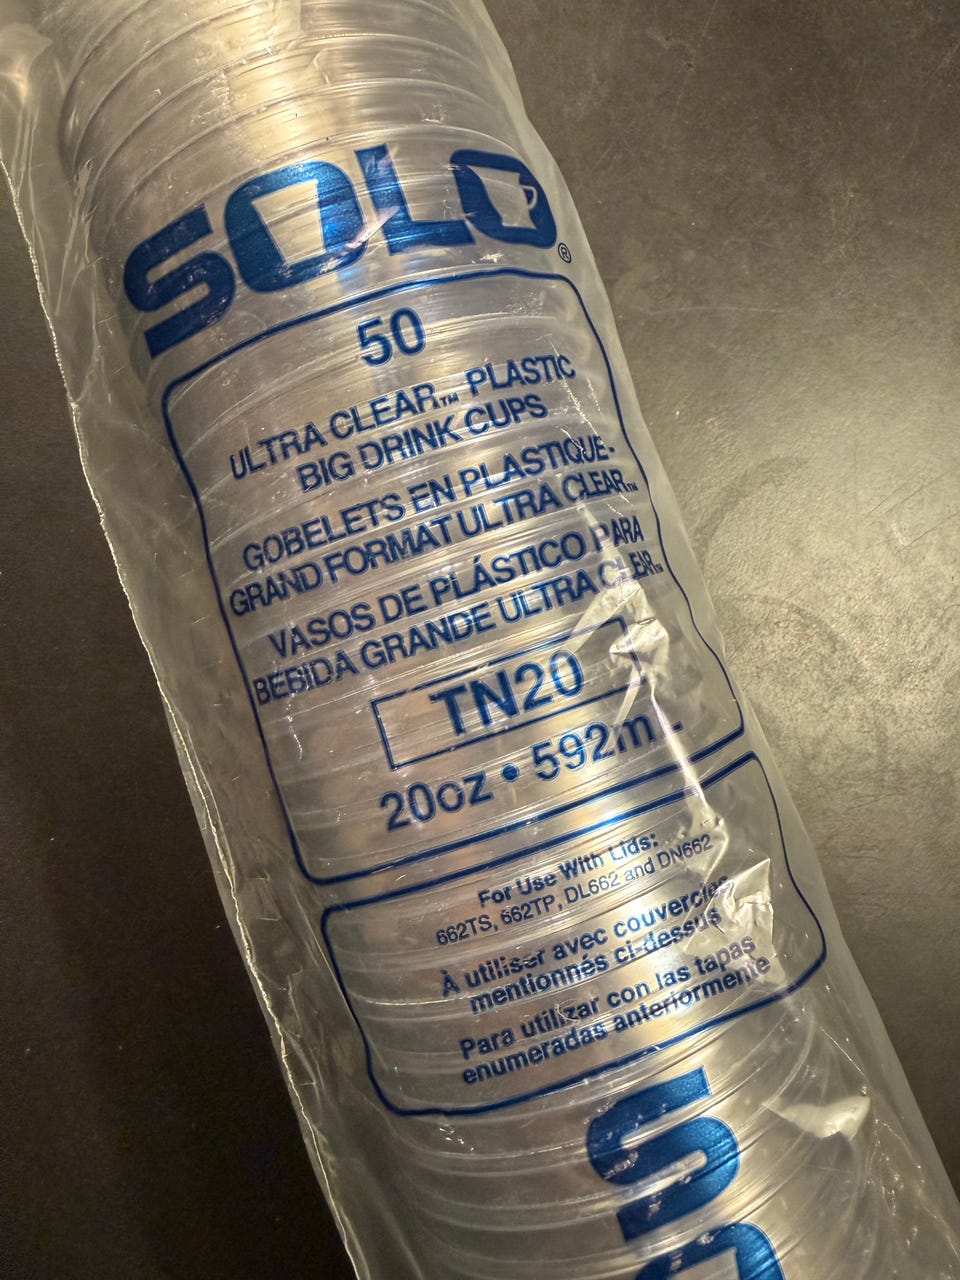 SOLO®
50
ULTRA CLEAR™ PLASTIC
BIG DRINK CUPS
GOBELETS EN PLASTIQUE-
GRAND FORMAT ULTRA CLEAR™
VASOS DE PLÁSTICO PARA
BEBIDA GRANDE ULTRA CLEAR™
TN20
20oz • 592mL
For Use With Lids:
662TS, 662TP, DL662 and DN662
À utiliser avec couvercles
mentionnés ci-dessus
Para utilizar con las tapas
enumeradas anteriormente
SO